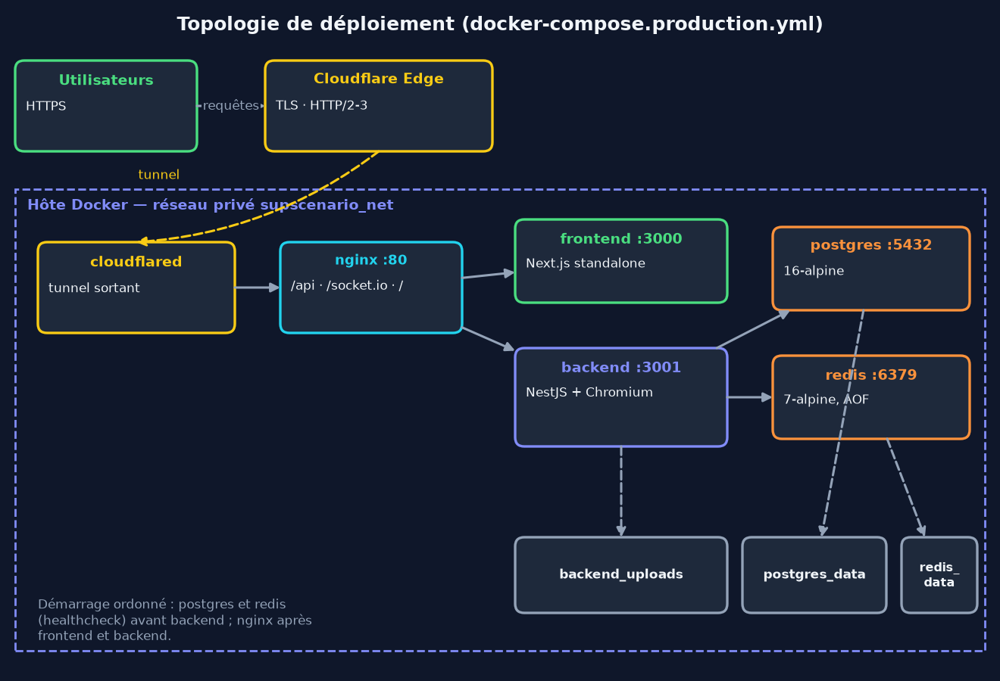 Topologie de déploiement (docker-compose.production.yml)
Utilisateurs
HTTPS
requêtes
Cloudflare Edge
TLS · HTTP/2-3
tunnel
Hôte Docker — réseau privé supscenario_net
cloudflared
tunnel sortant
nginx :80
/api · /socket.io · /
frontend :3000
Next.js standalone
postgres :5432
16-alpine
backend :3001
NestJS + Chromium
redis :6379
7-alpine, AOF
backend_uploads
postgres_data
redis_
data
Démarrage ordonné : postgres et redis
(healthcheck) avant backend ; nginx après
frontend et backend.